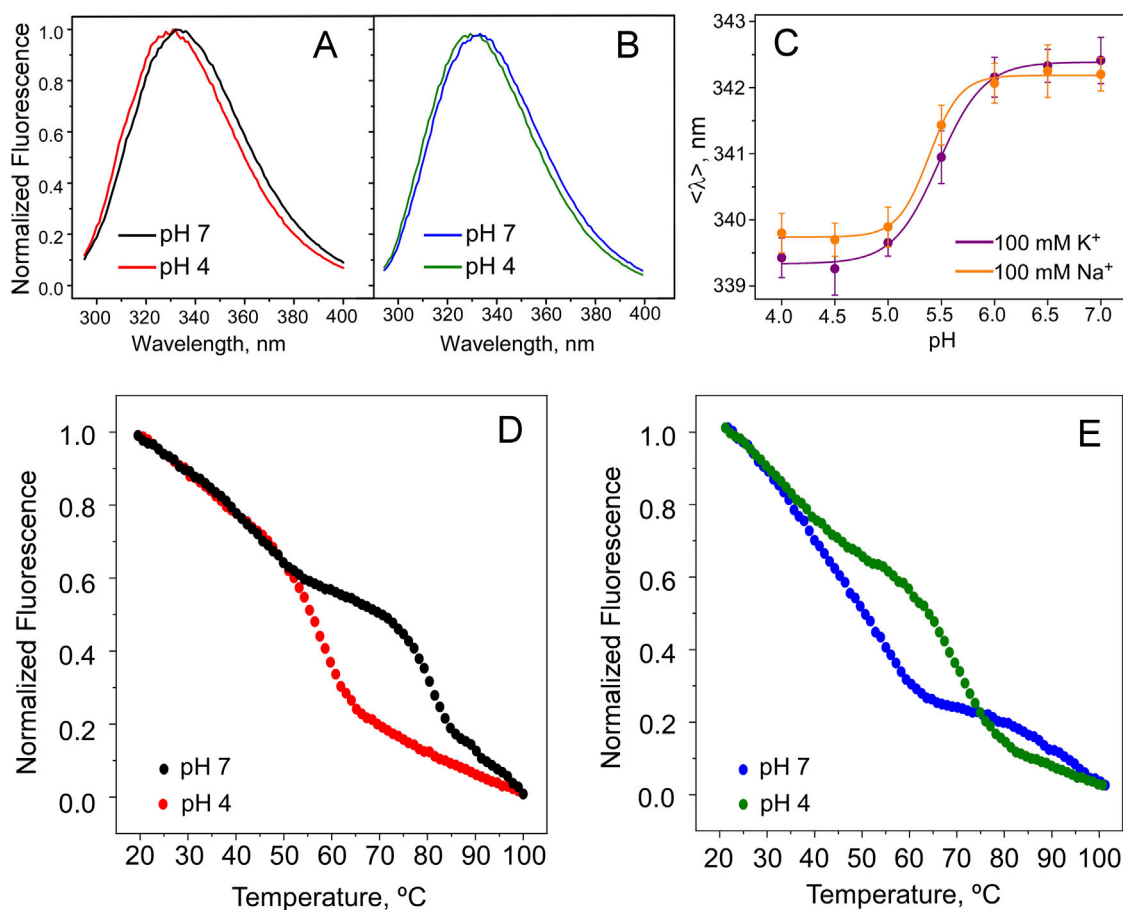 A
Normalized Fluorescence
1.0
0.8
0.6
0.4
0.2
0.0
pH 7
pH 4
300 320 340 360 380 400
Wavelength, nm
B
pH 7
pH 4
300 320 340 360 380 400
Wavelength, nm
C
<λ>, nm
343
342
341
340
339
100 mM K⁺
100 mM Na⁺
4.0 4.5 5.0 5.5 6.0 6.5 7.0
pH
D
Normalized Fluorescence
1.0
0.8
0.6
0.4
0.2
0.0
pH 7
pH 4
20 30 40 50 60 70 80 90 100
Temperature, ºC
E
Normalized Fluorescence
1.0
0.8
0.6
0.4
0.2
0.0
pH 7
pH 4
20 30 40 50 60 70 80 90 100
Temperature, ºC